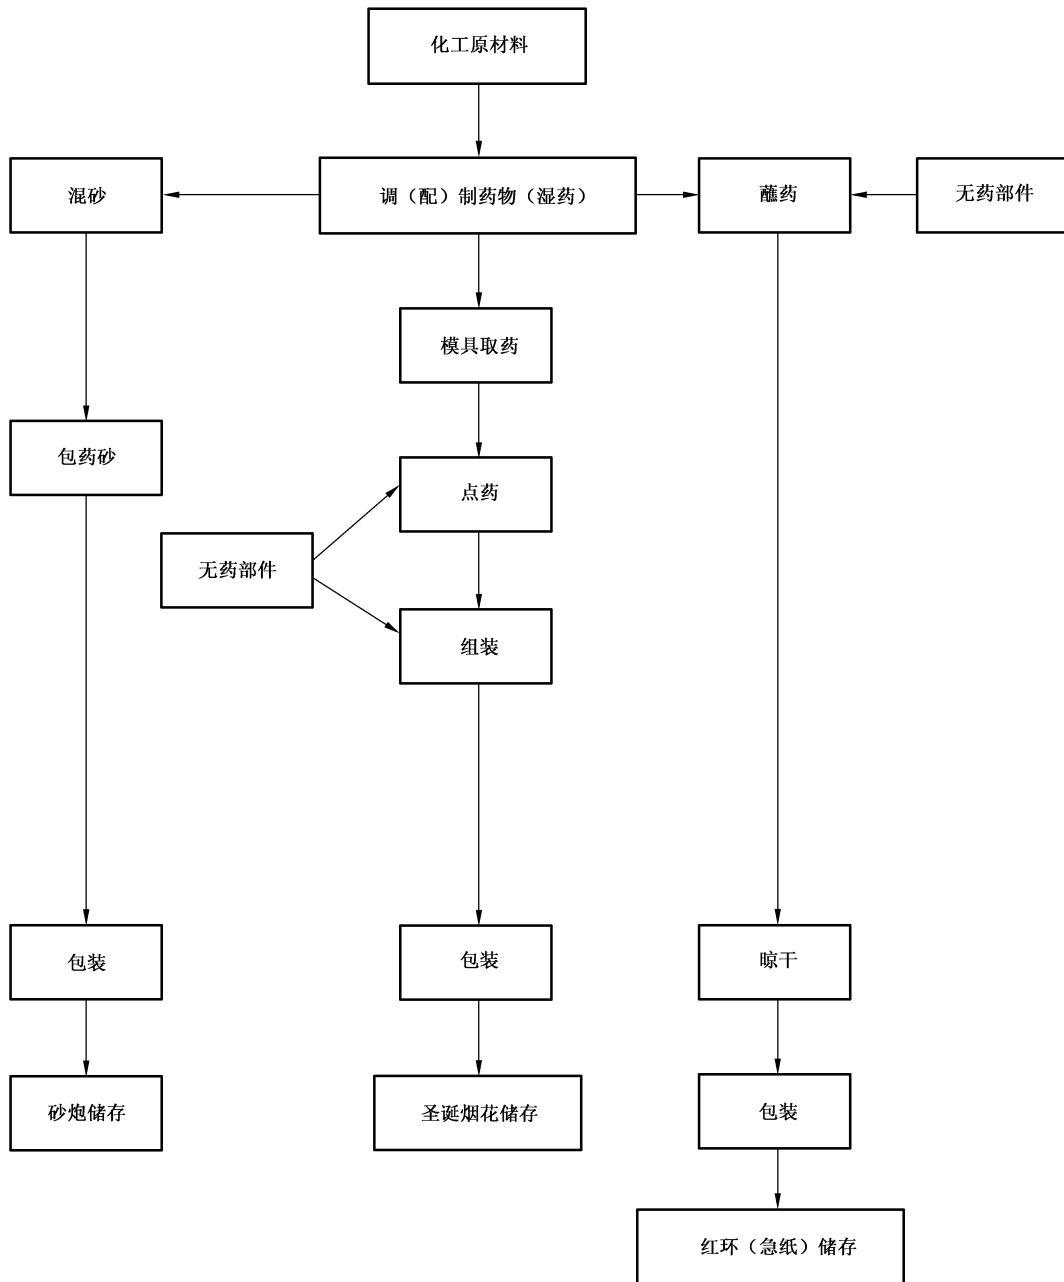 化工原材料
混砂
调（配）制药物（湿药）
蘸药
无药部件
模具取药
包药砂
点药
无药部件
组装
包装
包装
晾干
砂炮储存
圣诞烟花储存
包装
红环（急纸）储存